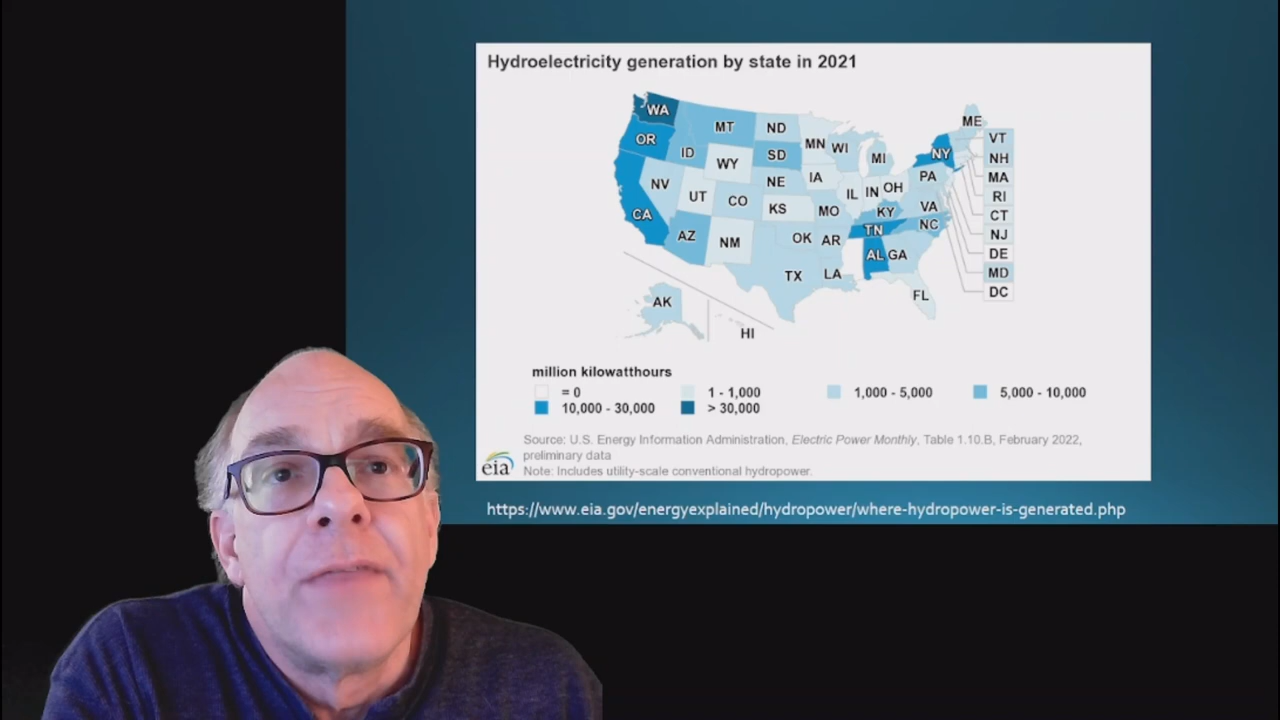 Hydroelectricity generation by state in 2021
WA
MT
ND
ME
OR
MN
WI
VT
ID
SD
MI
NY
NH
WY
NV
NE
IA
PA
MA
UT
CO
IL
IN
OH
RI
CA
KS
MO
KY
VA
CT
AZ
NM
OK
AR
TN
NC
NJ
AL
GA
DE
TX
LA
MD
AK
FL
DC
HI
million kilowatthours
= 0
1 - 1,000
1,000 - 5,000
5,000 - 10,000
10,000 - 30,000
> 30,000
Source: U.S. Energy Information Administration, Electric Power Monthly, Table 1.10.B, February 2022,
preliminary data
eia
Note: Includes utility-scale conventional hydropower.
https://www.eia.gov/energyexplained/hydropower/where-hydropower-is-generated.php